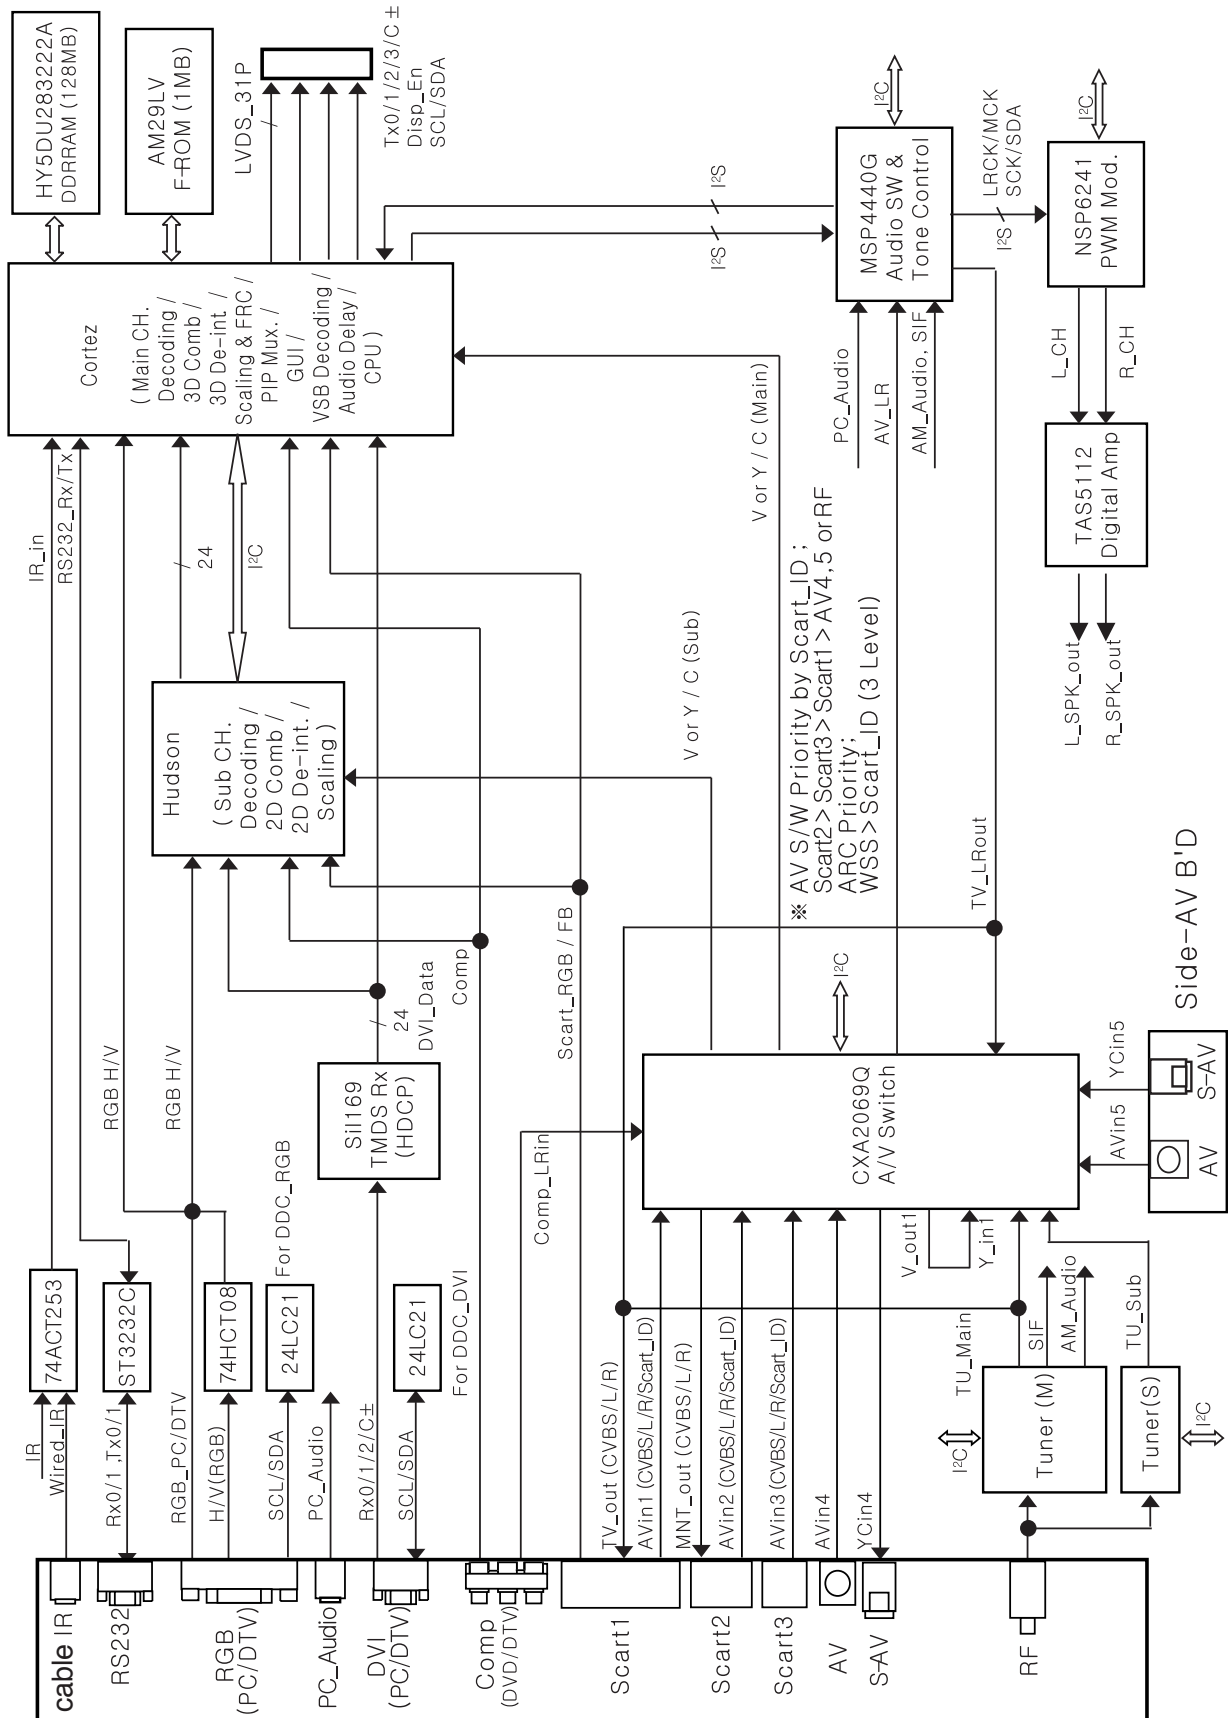 cable IR
RS232
RGB
(PC/DTV)
PC_Audio
DVI
(PC/DTV)
Comp
(DVD/DTV)
Scart1
Scart2
Scart3
AV
S-AV
RF
IR
Wired_IR
Rx0/1 ,Tx0/1
RGB_PC/DTV
H/V(RGB)
SCL/SDA
PC_Audio
Rx0/1/2/C±
SCL/SDA
TV_out (CVBS/L/R)
AVin1 (CVBS/L/R/Scart_ID)
MNT_out (CVBS/L/R)
AVin2 (CVBS/L/R/Scart_ID)
AVin3 (CVBS/L/R/Scart_ID)
AVin4
YCin4
74ACT253
ST3232C
74HCT08
24LC21
For DDC_RGB
24LC21
For DDC_DVI
Comp_LRin
V_out1
Y_in1
TU_Main
SIF
AM_Audio
TU_Sub
I²C
Tuner (M)
Tuner(S)
I²C
RGB H/V
RGB H/V
SiI169
TMDS Rx
(HDCP)
24
DVI_Data
Comp
Scart_RGB / FB
CXA2069Q
A/V Switch
I²C
AVin5
YCin5
AV
S-AV
Side-AV B'D
Hudson
( Sub CH.
Decoding /
2D Comb /
2D De-int. /
Scaling )
V or Y / C (Sub)
V or Y / C (Main)
※ AV S/W Priority by Scart_ID ;
Scart2 > Scart3 > Scart1 > AV4, 5 or RF
ARC Priority;
WSS > Scart_ID (3 Level)
TV_LRout
IR_in
RS232_Rx/Tx
24
I²C
Cortez
( Main CH.
Decoding /
3D Comb /
3D De-int. /
Scaling & FRC /
PIP Mux. /
GUI /
VSB Decoding /
Audio Delay /
CPU )
HY5DU283222A
DDRRAM (128MB)
AM29LV
F-ROM (1MB)
LVDS_31P
Tx0/1/2/3/C ±
Disp_En
SCL/SDA
I²S
I²S
PC_Audio
AV_LR
AM_Audio, SIF
MSP4440G
Audio SW &
Tone Control
I²C
LRCK/MCK
SCK/SDA
I²S
NSP6241
PWM Mod.
I²C
L_CH
R_CH
TAS5112
Digital Amp
L_SPK_out
R_SPK_out